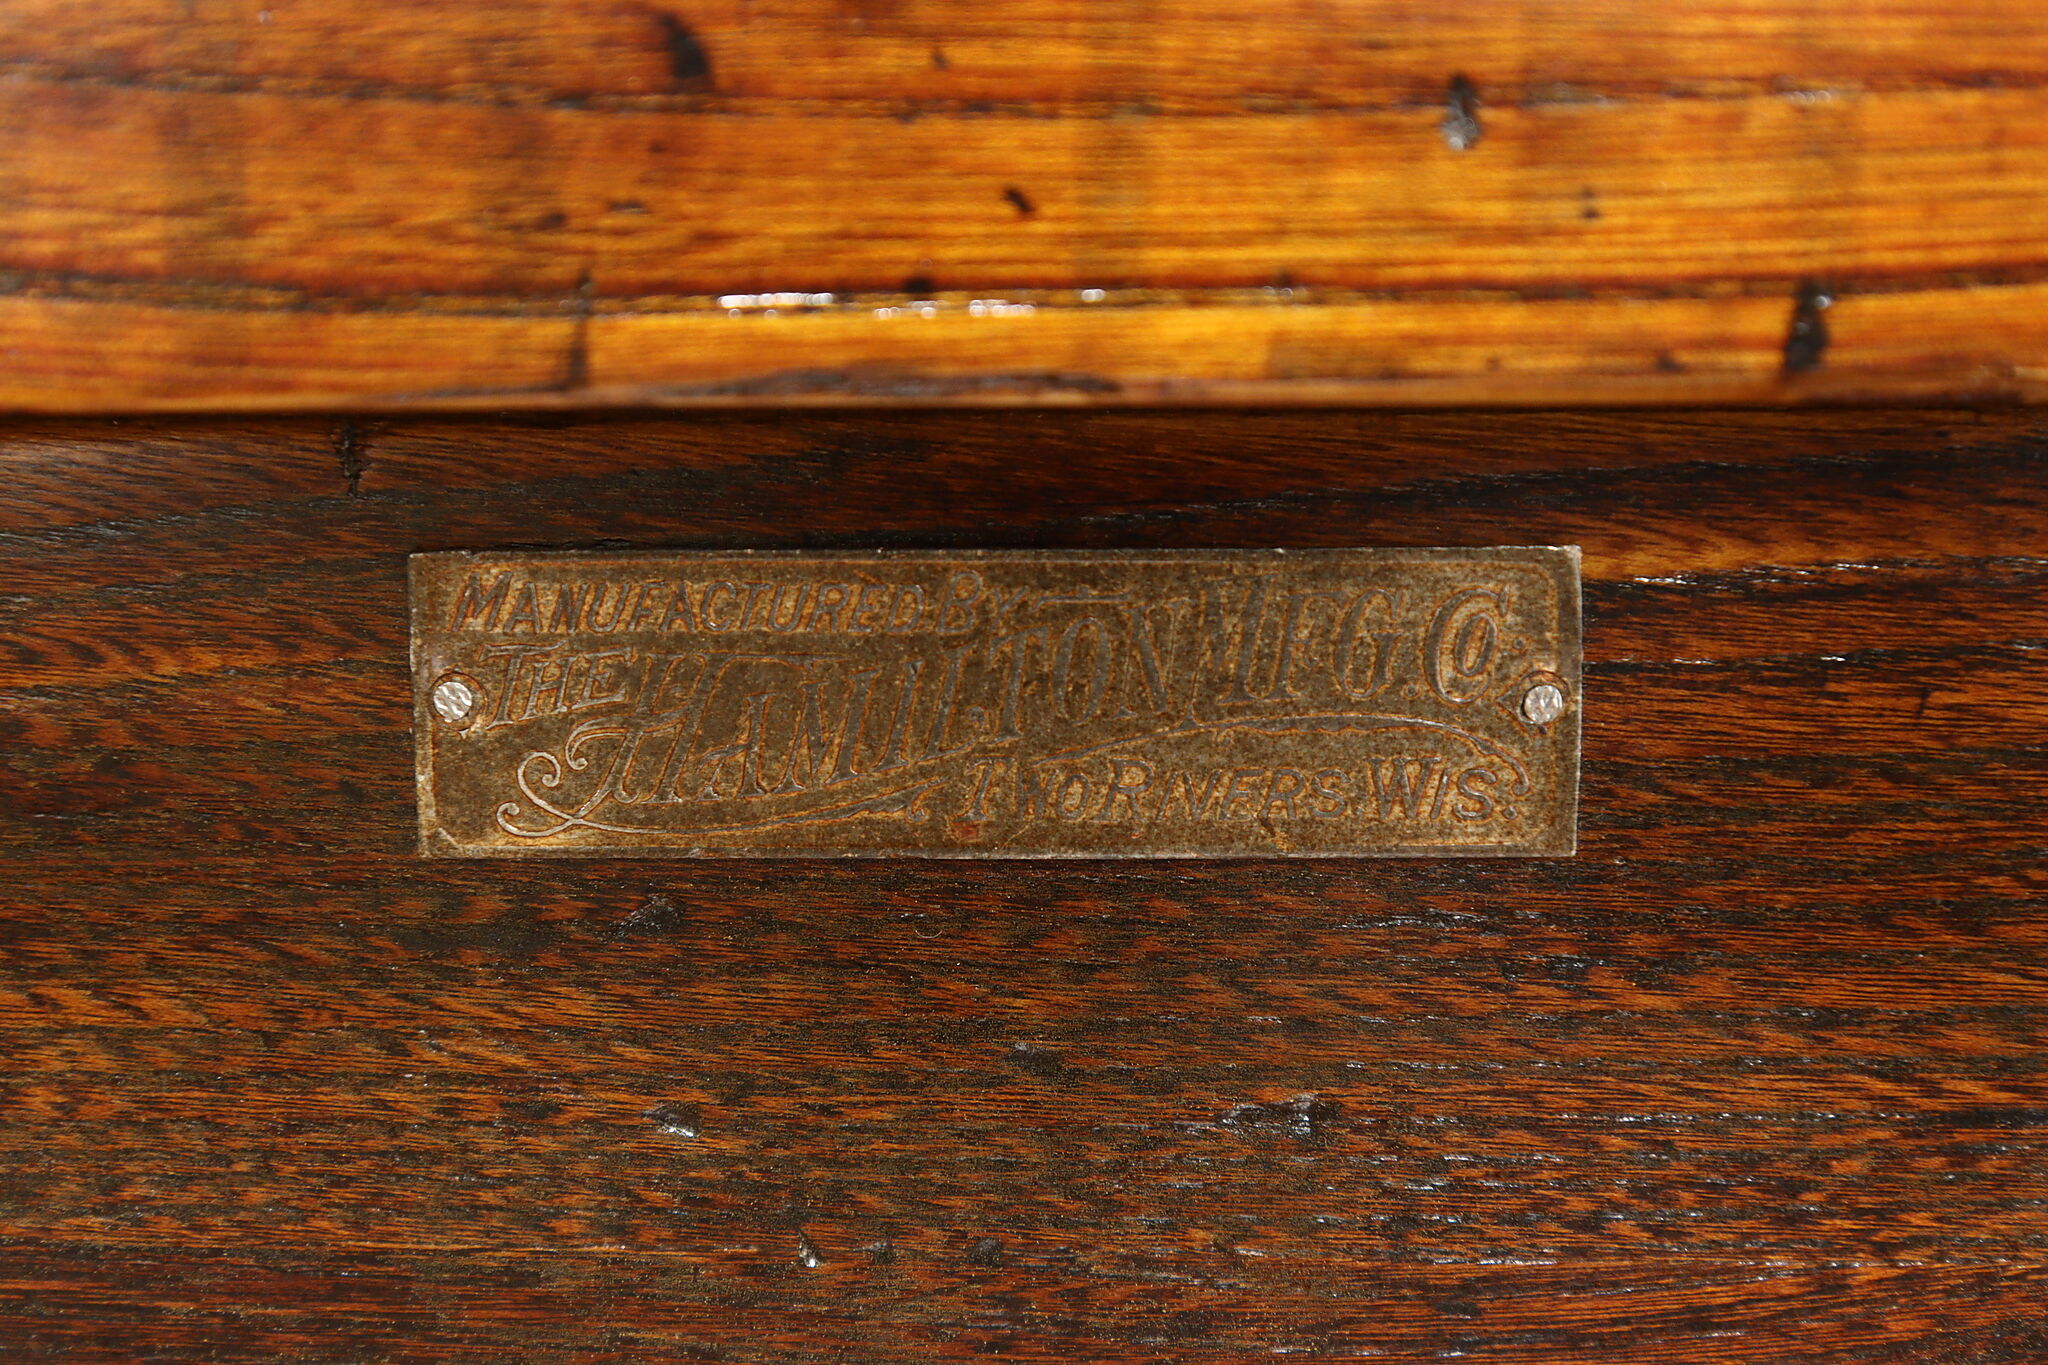 MANUFACTURED BY
THE HAMILTON MFG. CO.
TWO RIVERS. WIS.